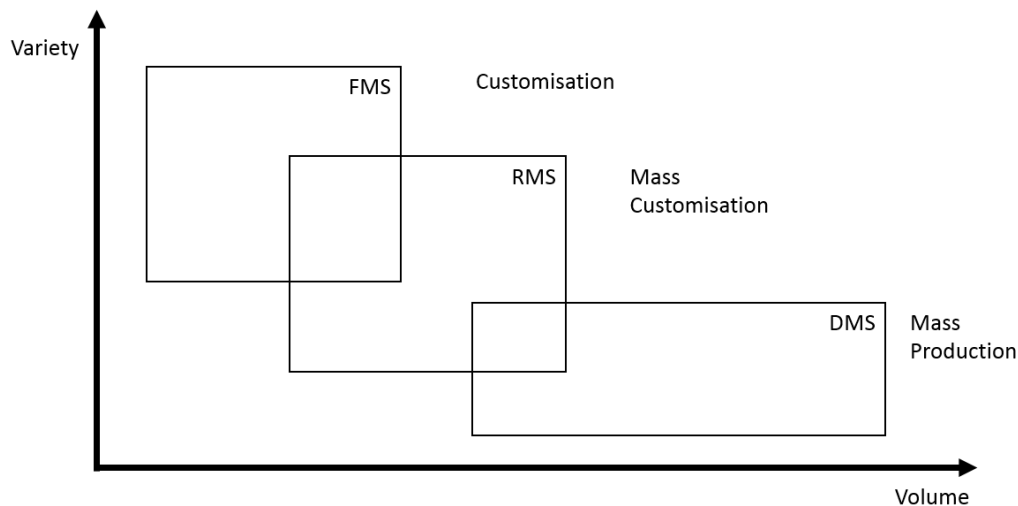 Variety
FMS
Customisation
RMS
Mass
Customisation
DMS
Mass
Production
Volume